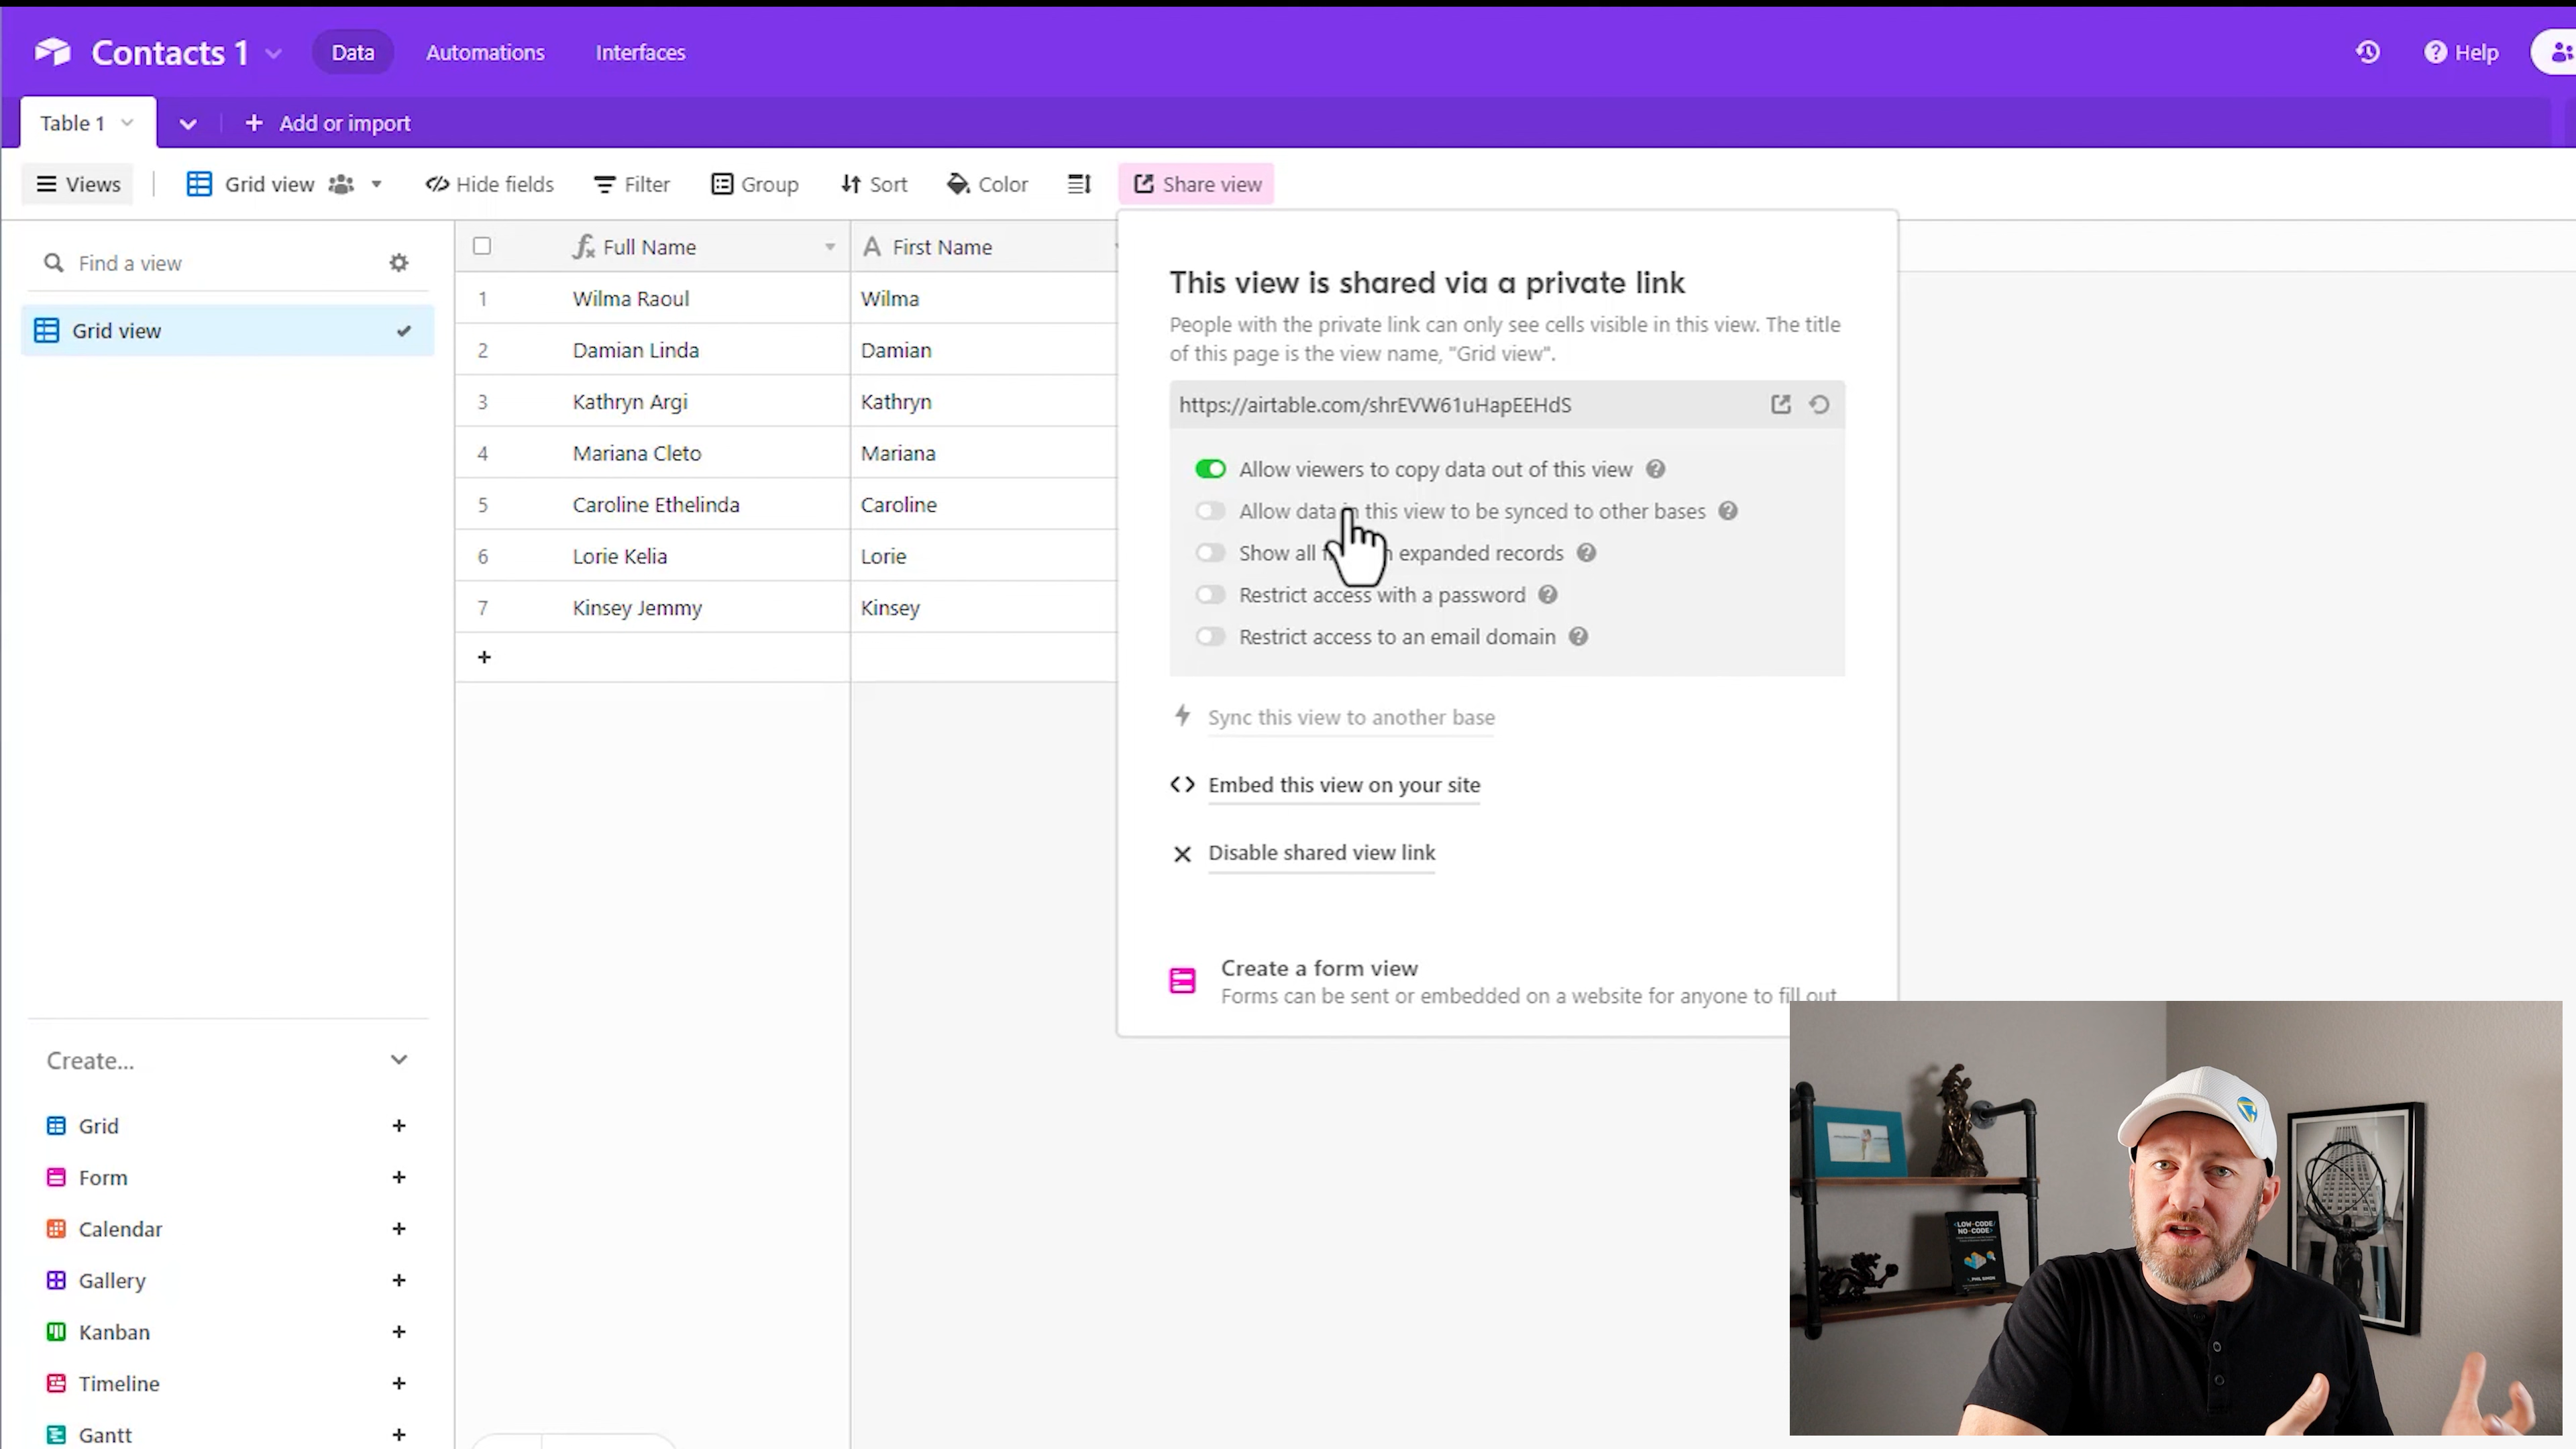 Contacts 1
Data
Automations
Interfaces
Help
Table 1
+ Add or import
Views
Grid view
Hide fields
Filter
Group
Sort
Color
Share view
Find a view
Grid view
Full Name
A First Name
1 Wilma Raoul Wilma
2 Damian Linda Damian
3 Kathryn Argi Kathryn
4 Mariana Cleto Mariana
5 Caroline Ethelinda Caroline
6 Lorie Kelia Lorie
7 Kinsey Jemmy Kinsey
+
This view is shared via a private link
People with the private link can only see cells visible in this view. The title
of this page is the view name, "Grid view".
https://airtable.com/shrEVW61uHapEEHdS
Allow viewers to copy data out of this view
Allow data this view to be synced to other bases
Show all expanded records
Restrict access with a password
Restrict access to an email domain
Sync this view to another base
Embed this view on your site
Disable shared view link
Create a form view
Forms can be sent or embedded on a website for anyone to fill out
Create...
Grid +
Form +
Calendar +
Gallery +
Kanban +
Timeline +
Gantt +
LOW-CODE/
NO-CODE
PHIL SIMON